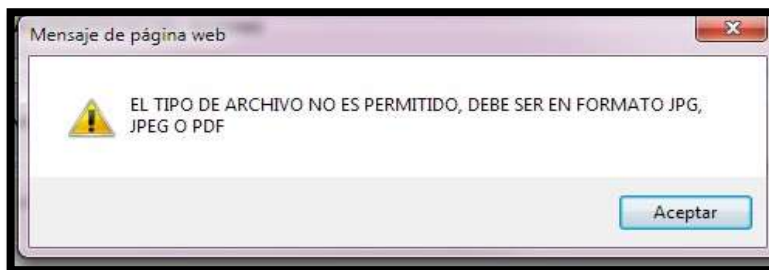 Mensaje de página web
EL TIPO DE ARCHIVO NO ES PERMITIDO, DEBE SER EN FORMATO JPG,
JPEG O PDF
Aceptar